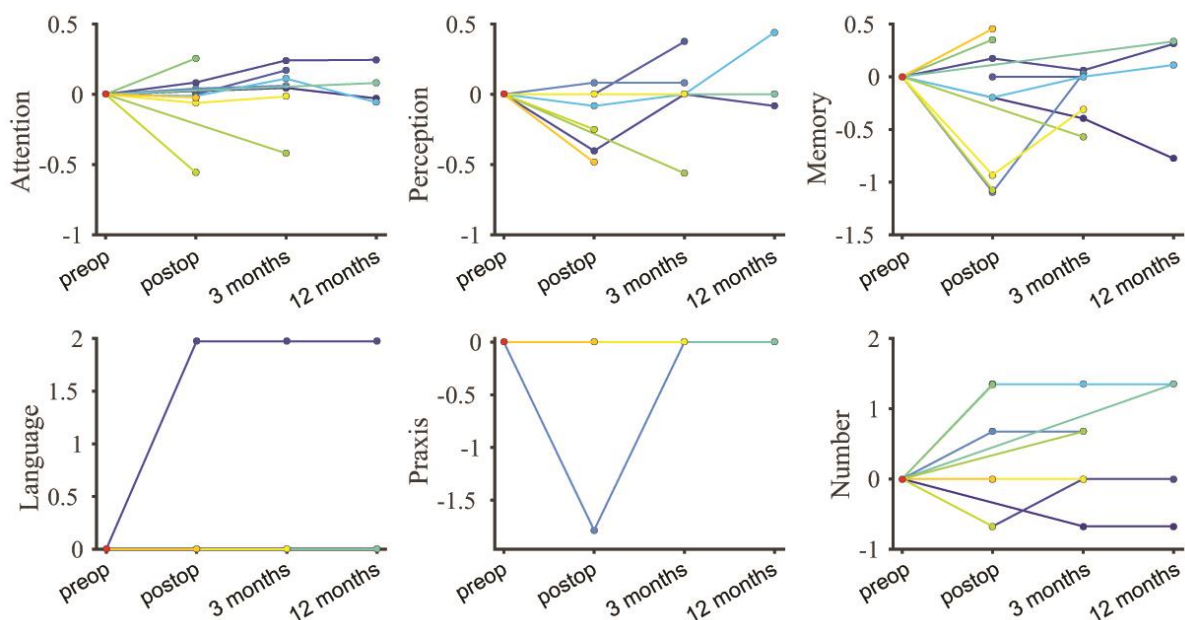 Attention
0.5
0
-0.5
-1
preop
postop
3 months
12 months
Perception
0.5
0
-0.5
-1
preop
postop
3 months
12 months
Memory
0.5
0
-0.5
-1
-1.5
preop
postop
3 months
12 months
Language
2
1.5
1
0.5
0
preop
postop
3 months
12 months
Praxis
0
-0.5
-1
-1.5
preop
postop
3 months
12 months
Number
2
1
0
-1
preop
postop
3 months
12 months